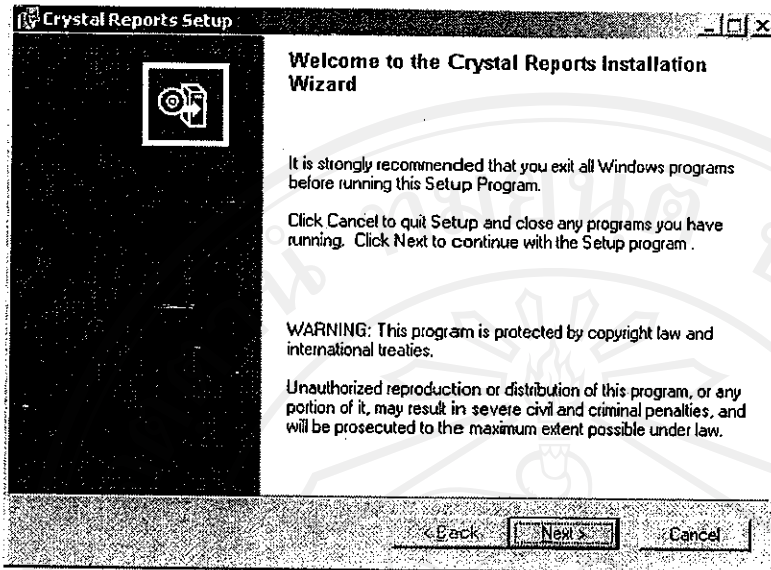 Crystal Reports Setup
Welcome to the Crystal Reports Installation
Wizard
It is strongly recommended that you exit all Windows programs
before running this Setup Program.
Click Cancel to quit Setup and close any programs you have
running. Click Next to continue with the Setup program .
WARNING: This program is protected by copyright law and
international treaties.
Unauthorized reproduction or distribution of this program, or any
portion of it, may result in severe civil and criminal penalties, and
will be prosecuted to the maximum extent possible under law.
< Back
Next >
Cancel